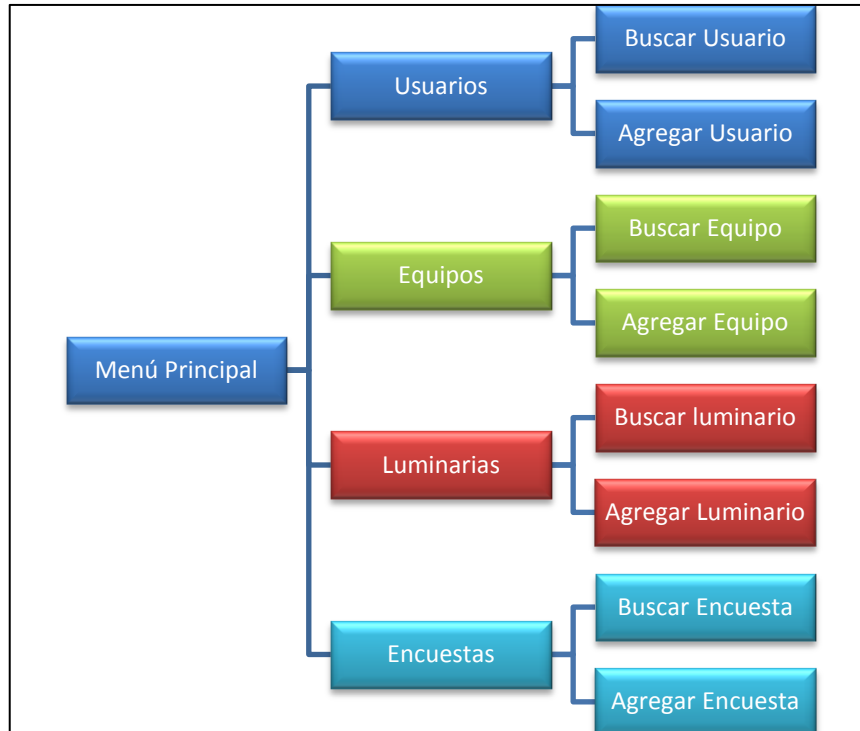 Menú Principal
Usuarios
Buscar Usuario
Agregar Usuario
Equipos
Buscar Equipo
Agregar Equipo
Luminarias
Buscar luminario
Agregar Luminario
Encuestas
Buscar Encuesta
Agregar Encuesta